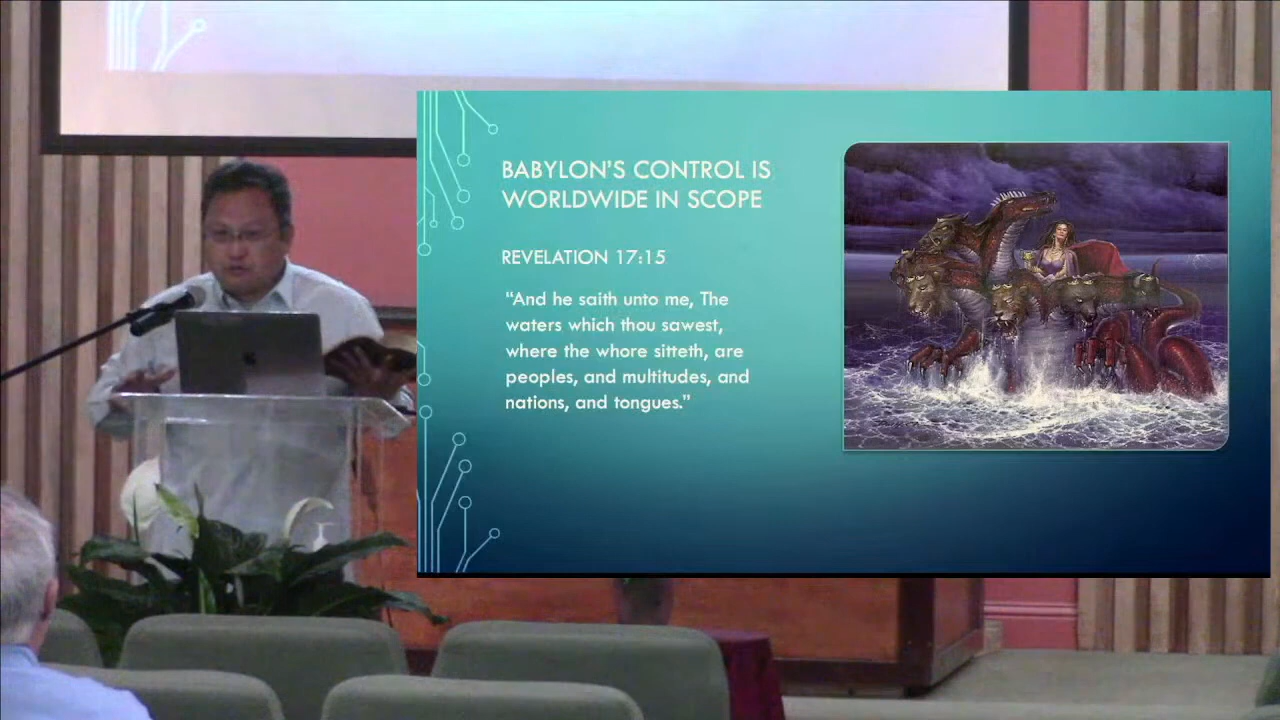 BABYLON'S CONTROL IS
WORLDWIDE IN SCOPE
REVELATION 17:15
“And he saith unto me, The
waters which thou sawest,
where the whore sitteth, are
peoples, and multitudes, and
nations, and tongues.”